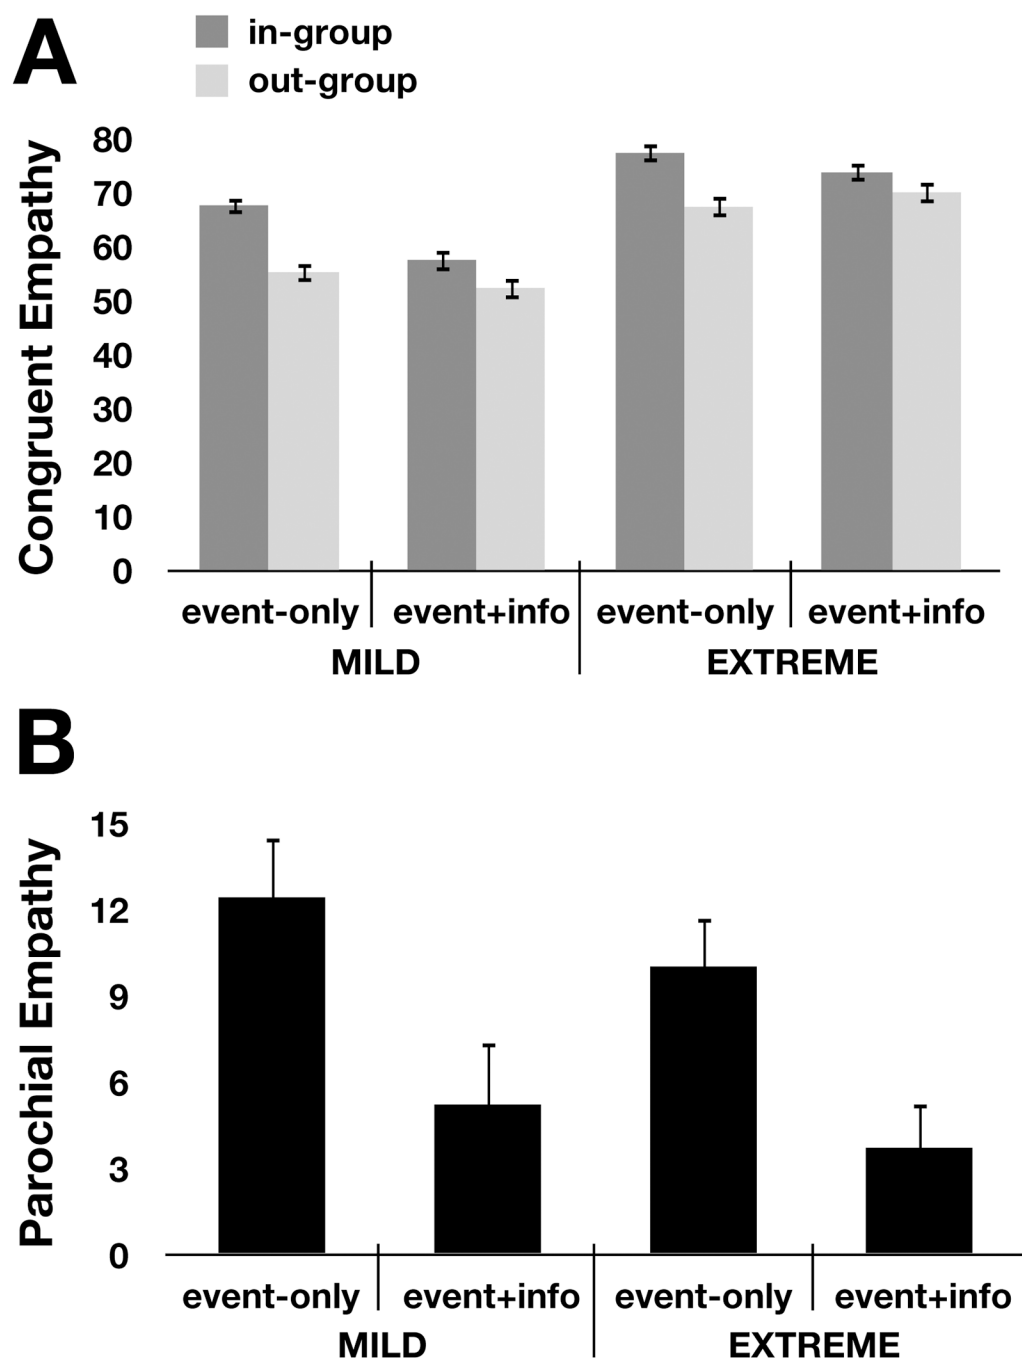 A
in-group
out-group
Congruent Empathy
80
70
60
50
40
30
20
10
0
event-only
event+info
event-only
event+info
MILD
EXTREME
B
Parochial Empathy
15
12
9
6
3
0
event-only
event+info
event-only
event+info
MILD
EXTREME